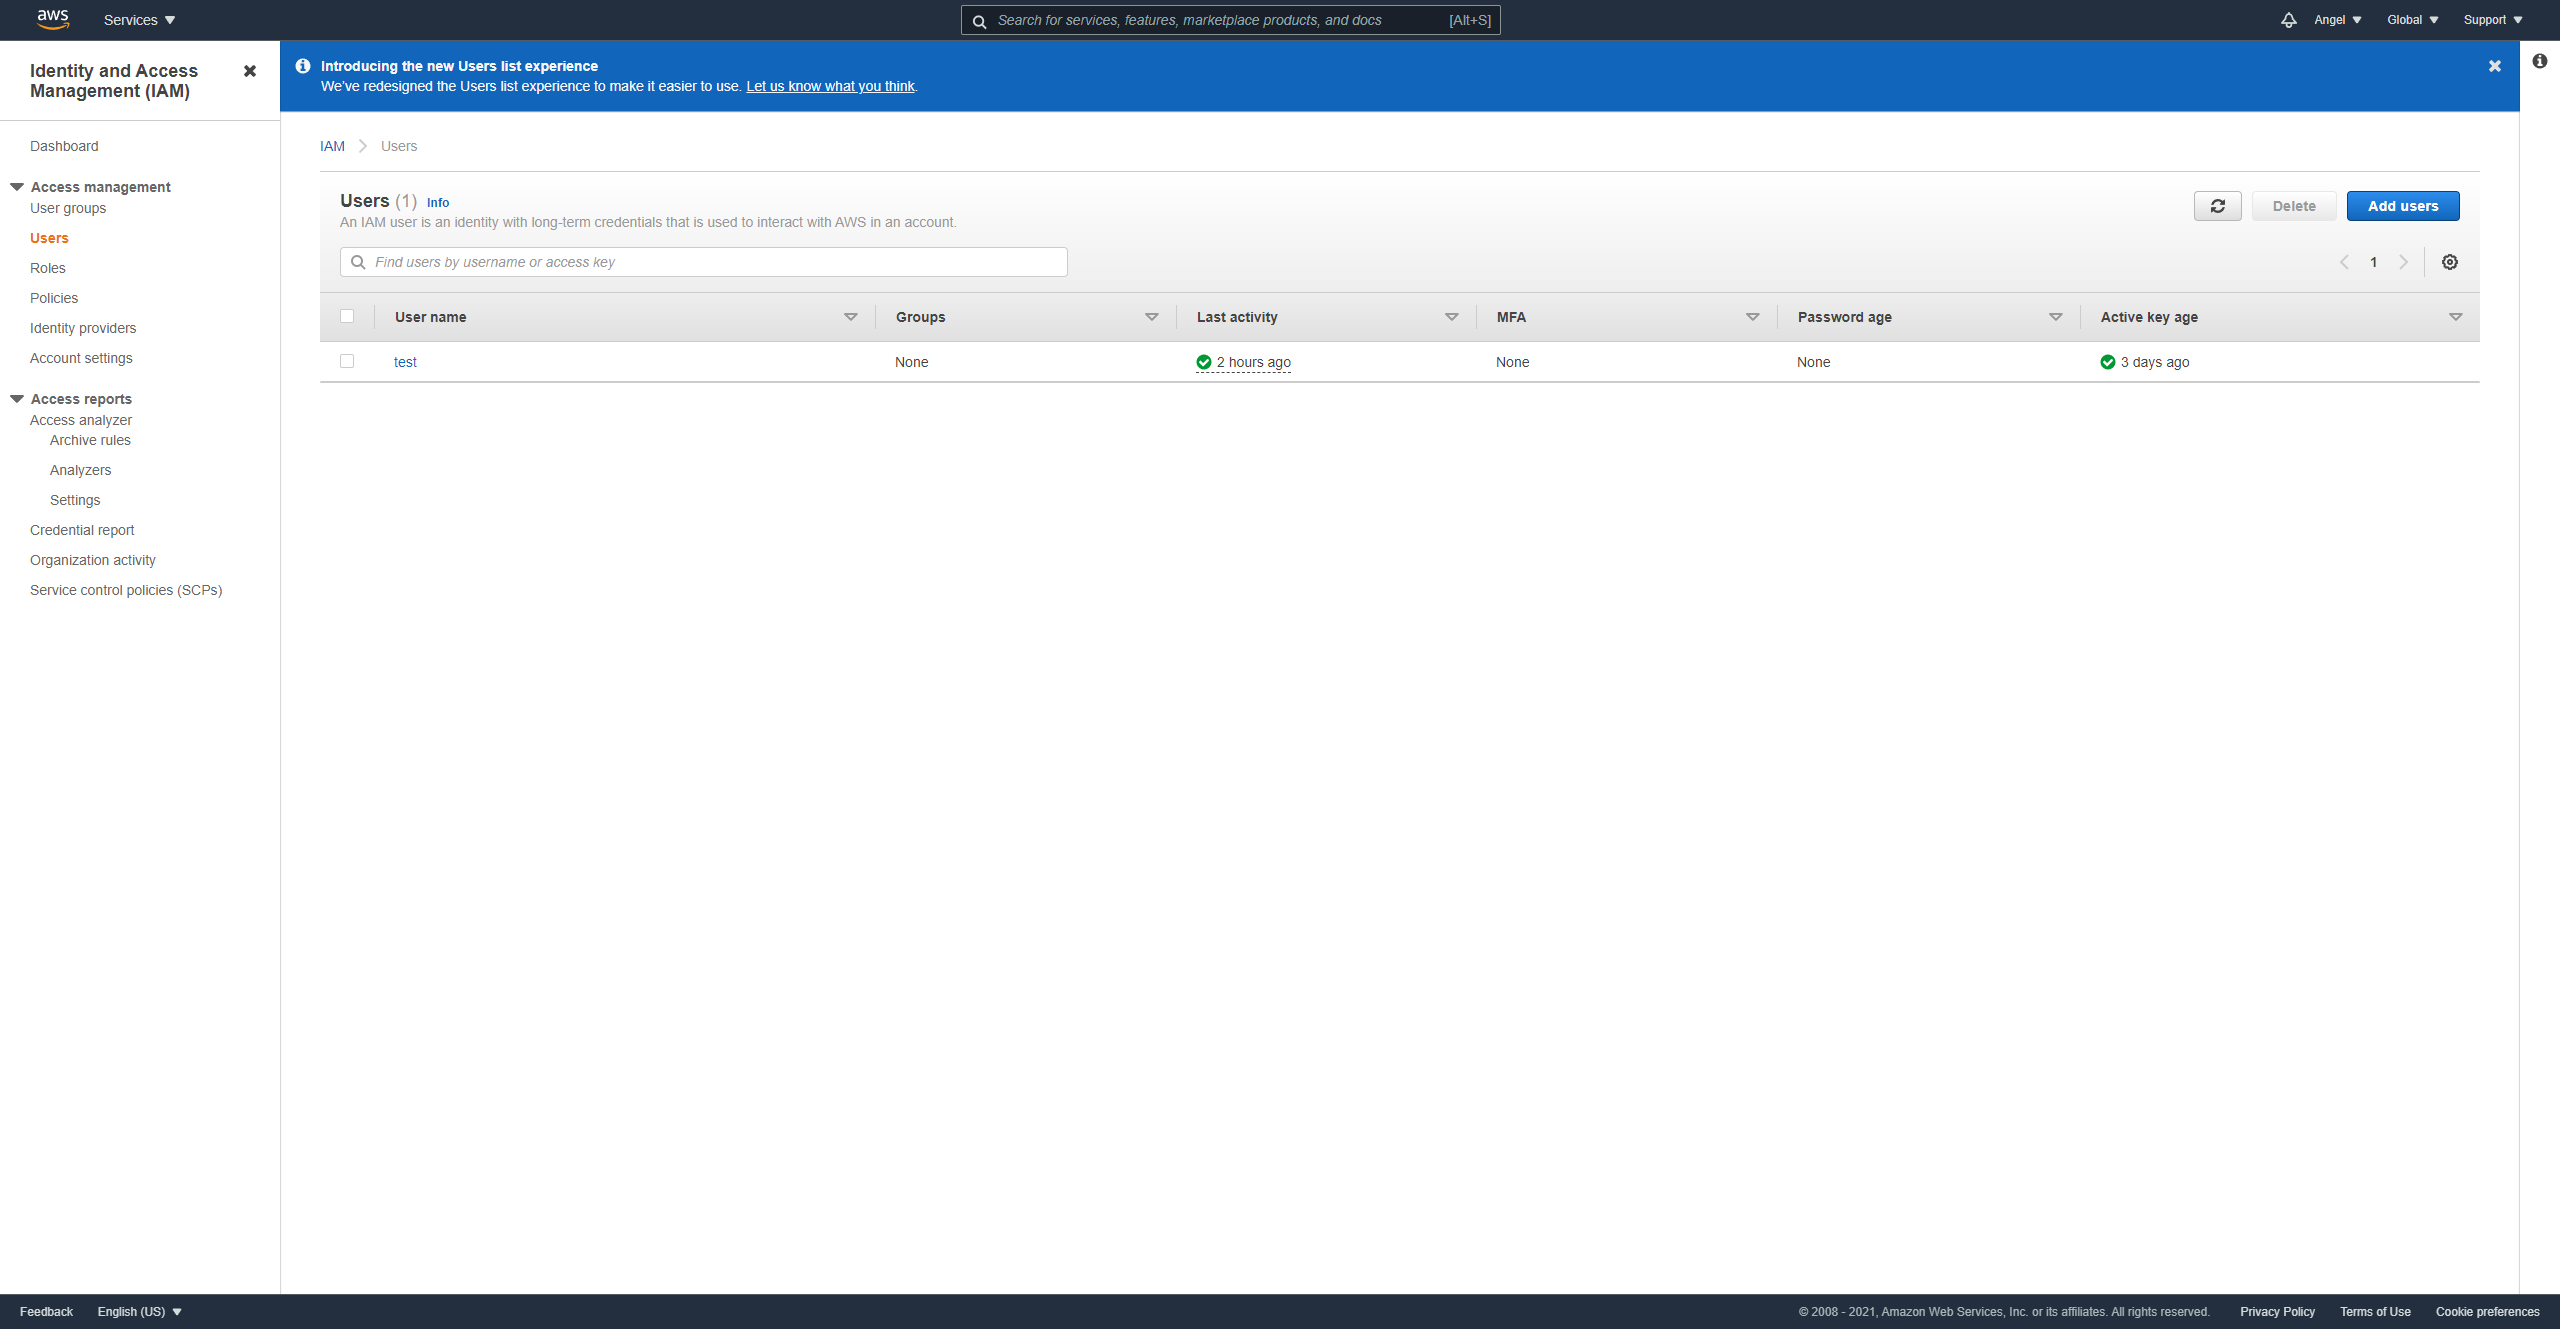 aws
Services
Search for services, features, marketplace products, and docs
[Alt+S]
Angel
Global
Support
Identity and Access
Management (IAM)
Dashboard
Access management
User groups
Users
Roles
Policies
Identity providers
Account settings
Access reports
Access analyzer
Archive rules
Analyzers
Settings
Credential report
Organization activity
Service control policies (SCPs)
Introducing the new Users list experience
We've redesigned the Users list experience to make it easier to use. Let us know what you think.
IAM
Users
Users (1) Info
An IAM user is an identity with long-term credentials that is used to interact with AWS in an account.
Delete
Add users
Find users by username or access key
1
User name Groups Last activity MFA Password age Active key age
test None 2 hours ago None None 3 days ago
Feedback
English (US)
© 2008 - 2021, Amazon Web Services, Inc. or its affiliates. All rights reserved.
Privacy Policy
Terms of Use
Cookie preferences